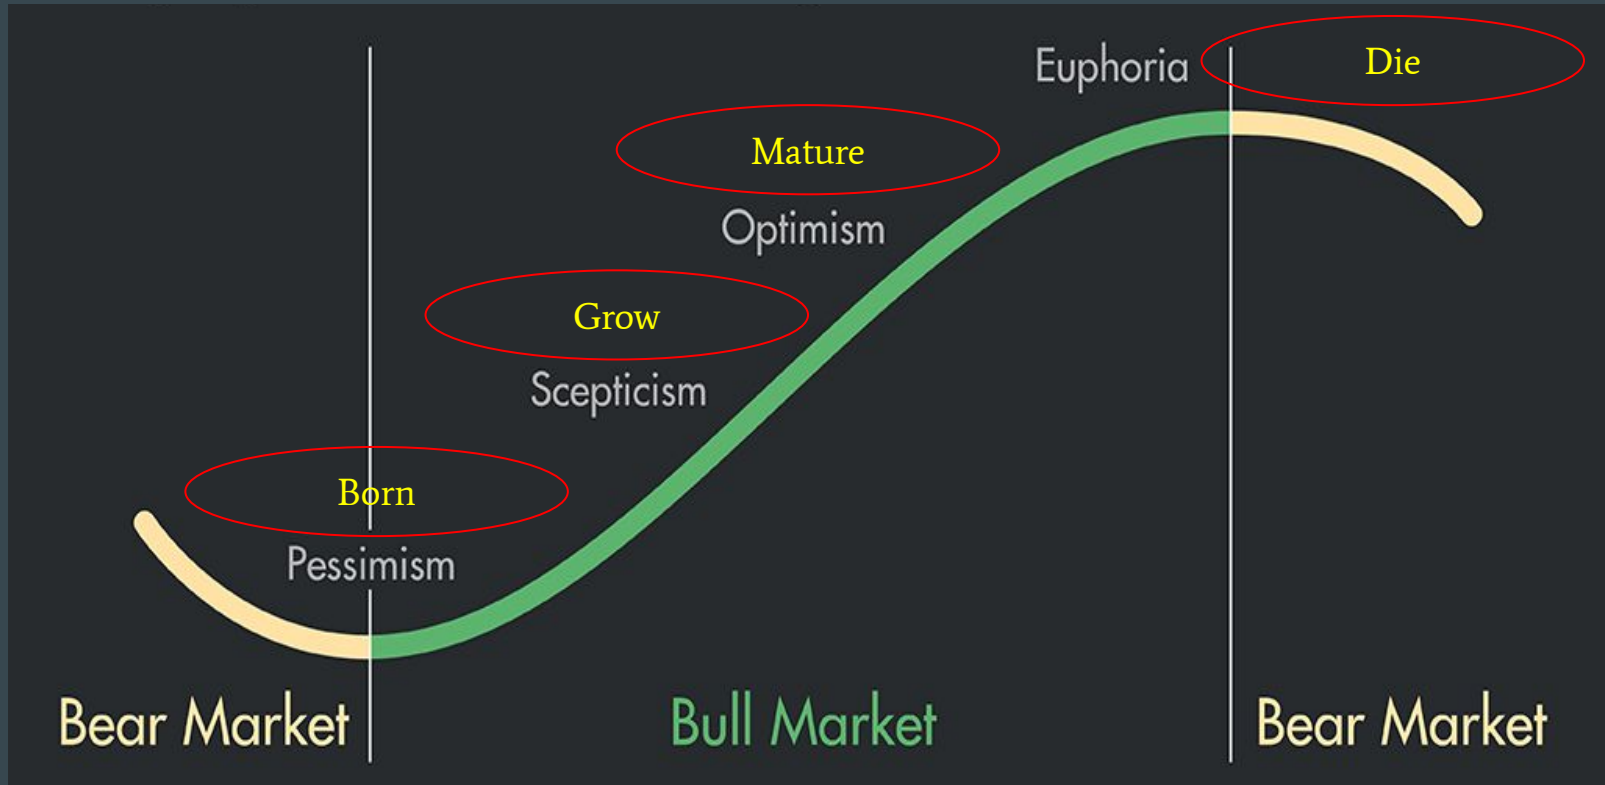 Euphoria
Die
Mature
Optimism
Grow
Scepticism
Born
Pessimism
Bear Market
Bull Market
Bear Market